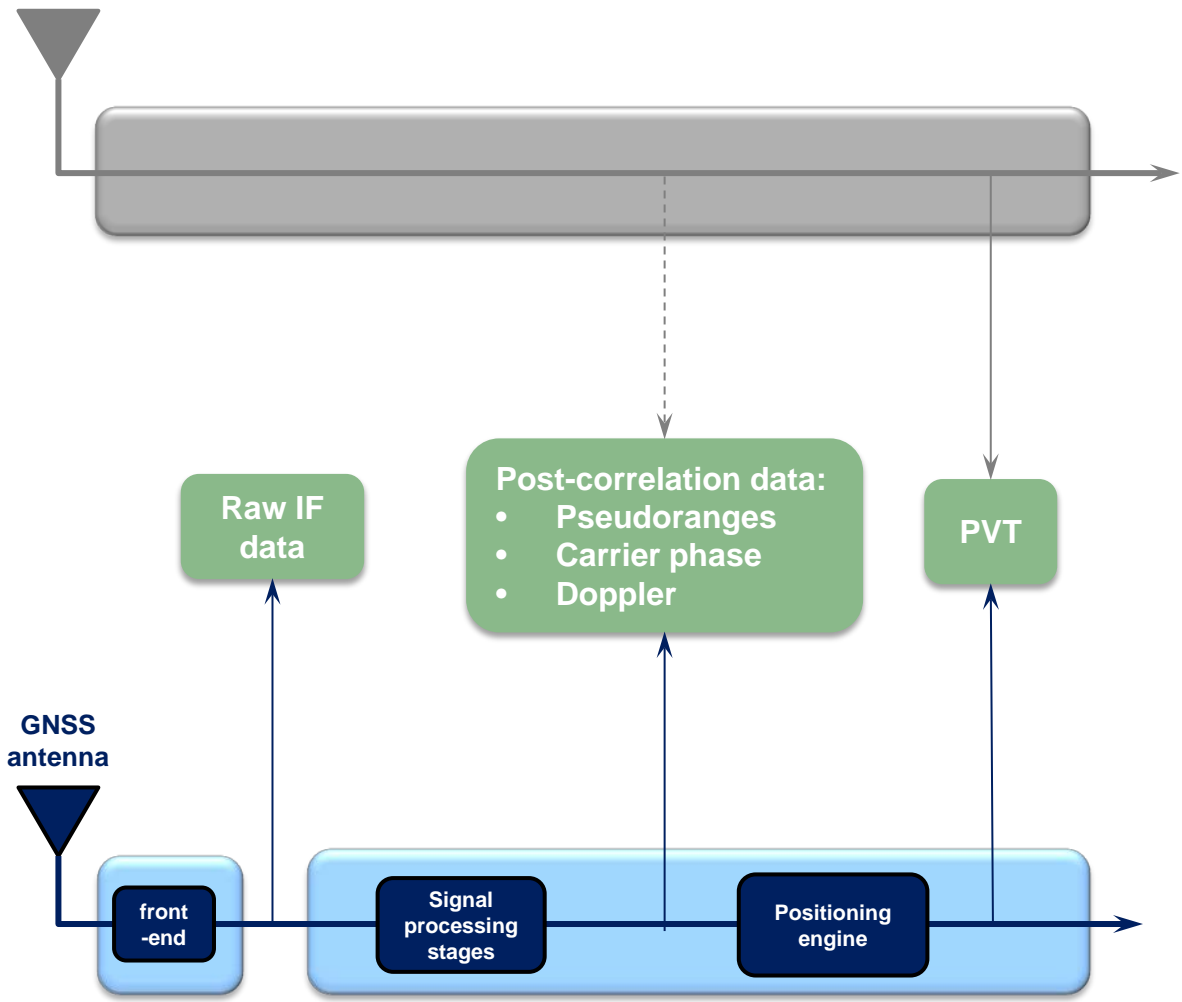 Raw IF
data
Post-correlation data:
• Pseudoranges
• Carrier phase
• Doppler
PVT
GNSS
antenna
front
-end
Signal
processing
stages
Positioning
engine